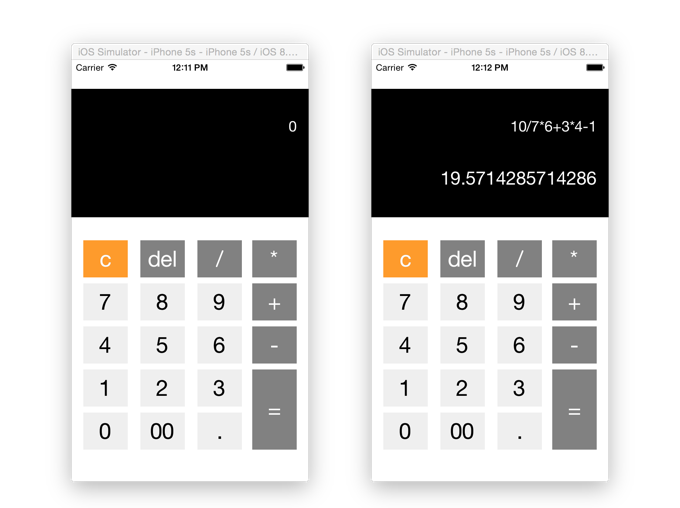 iOS Simulator - iPhone 5s - iPhone 5s / iOS 8....
Carrier 12:11 PM
0
c del / *
7 8 9 +
4 5 6 -
1 2 3
=
0 00 .
iOS Simulator - iPhone 5s - iPhone 5s / iOS 8....
Carrier 12:12 PM
10/7*6+3*4-1
19.5714285714286
c del / *
7 8 9 +
4 5 6 -
1 2 3
=
0 00 .